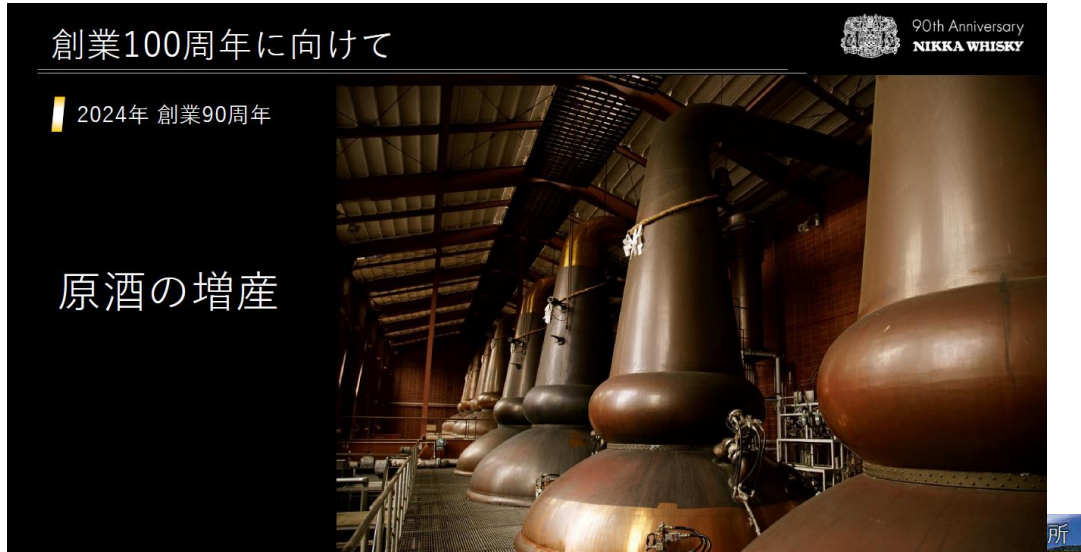 創業100周年に向けて
90th Anniversary
NIKKA WHISKY
2024年 創業90周年
原酒の増産
所